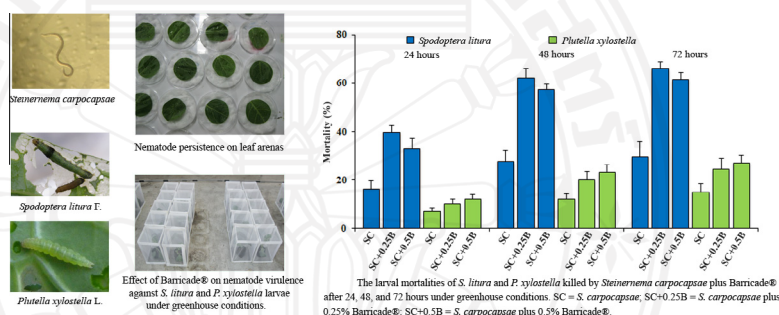 Steinernema carpocapsae
Spodoptera litura F.
Plutella xylostella L.
Nematode persistence on leaf arenas
Effect of Barricade® on nematode virulence
against S. litura and P. xylostella larvae
under greenhouse conditions.
Spodoptera litura
Plutella xylostella
24 hours
48 hours
72 hours
Mortality (%)
80
60
40
20
0
SC
SC+0.25B
SC+0.5B
SC
SC+0.25B
SC+0.5B
SC
SC+0.25B
SC+0.5B
SC
SC+0.25B
SC+0.5B
SC
SC+0.25B
SC+0.5B
SC
SC+0.25B
SC+0.5B
The larval mortalities of S. litura and P. xylostella killed by Steinernema carpocapsae plus Barricade®
after 24, 48, and 72 hours under greenhouse conditions. SC = S. carpocapsae; SC+0.25B = S. carpocapsae plus
0.25% Barricade®; SC+0.5B = S. carpocapsae plus 0.5% Barricade®.